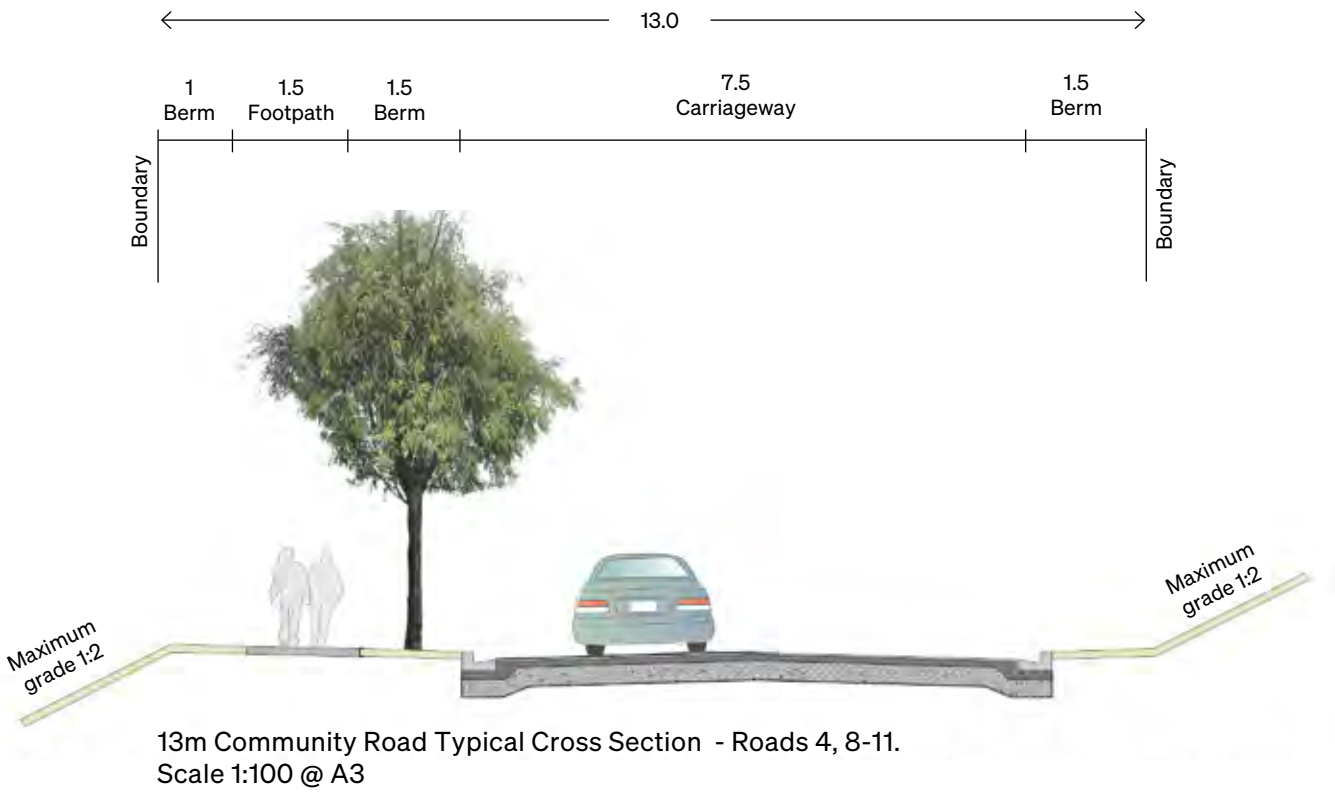 13.0
1
Berm
1.5
Footpath
1.5
Berm
7.5
Carriageway
1.5
Berm
Boundary
Boundary
Maximum
grade 1:2
Maximum
grade 1:2
13m Community Road Typical Cross Section - Roads 4, 8-11.
Scale 1:100 @ A3